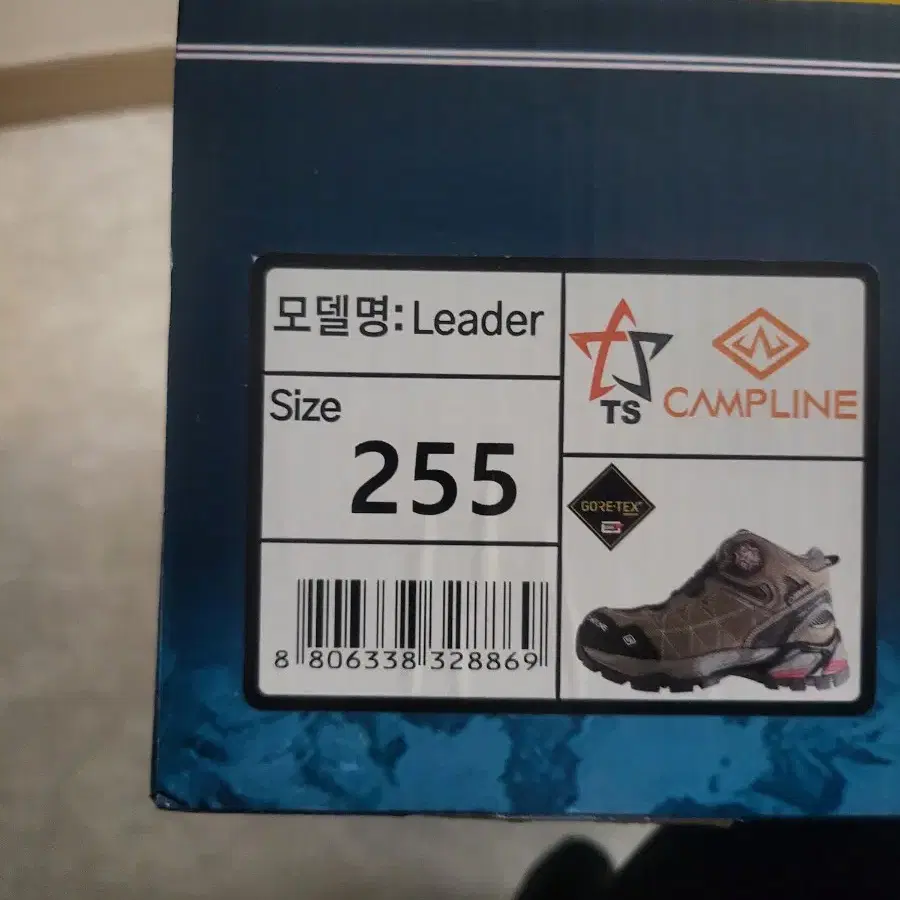 모델명: Leader
Size
255
8 806338 328869
TS
CAMPLINE
GORE-TEX